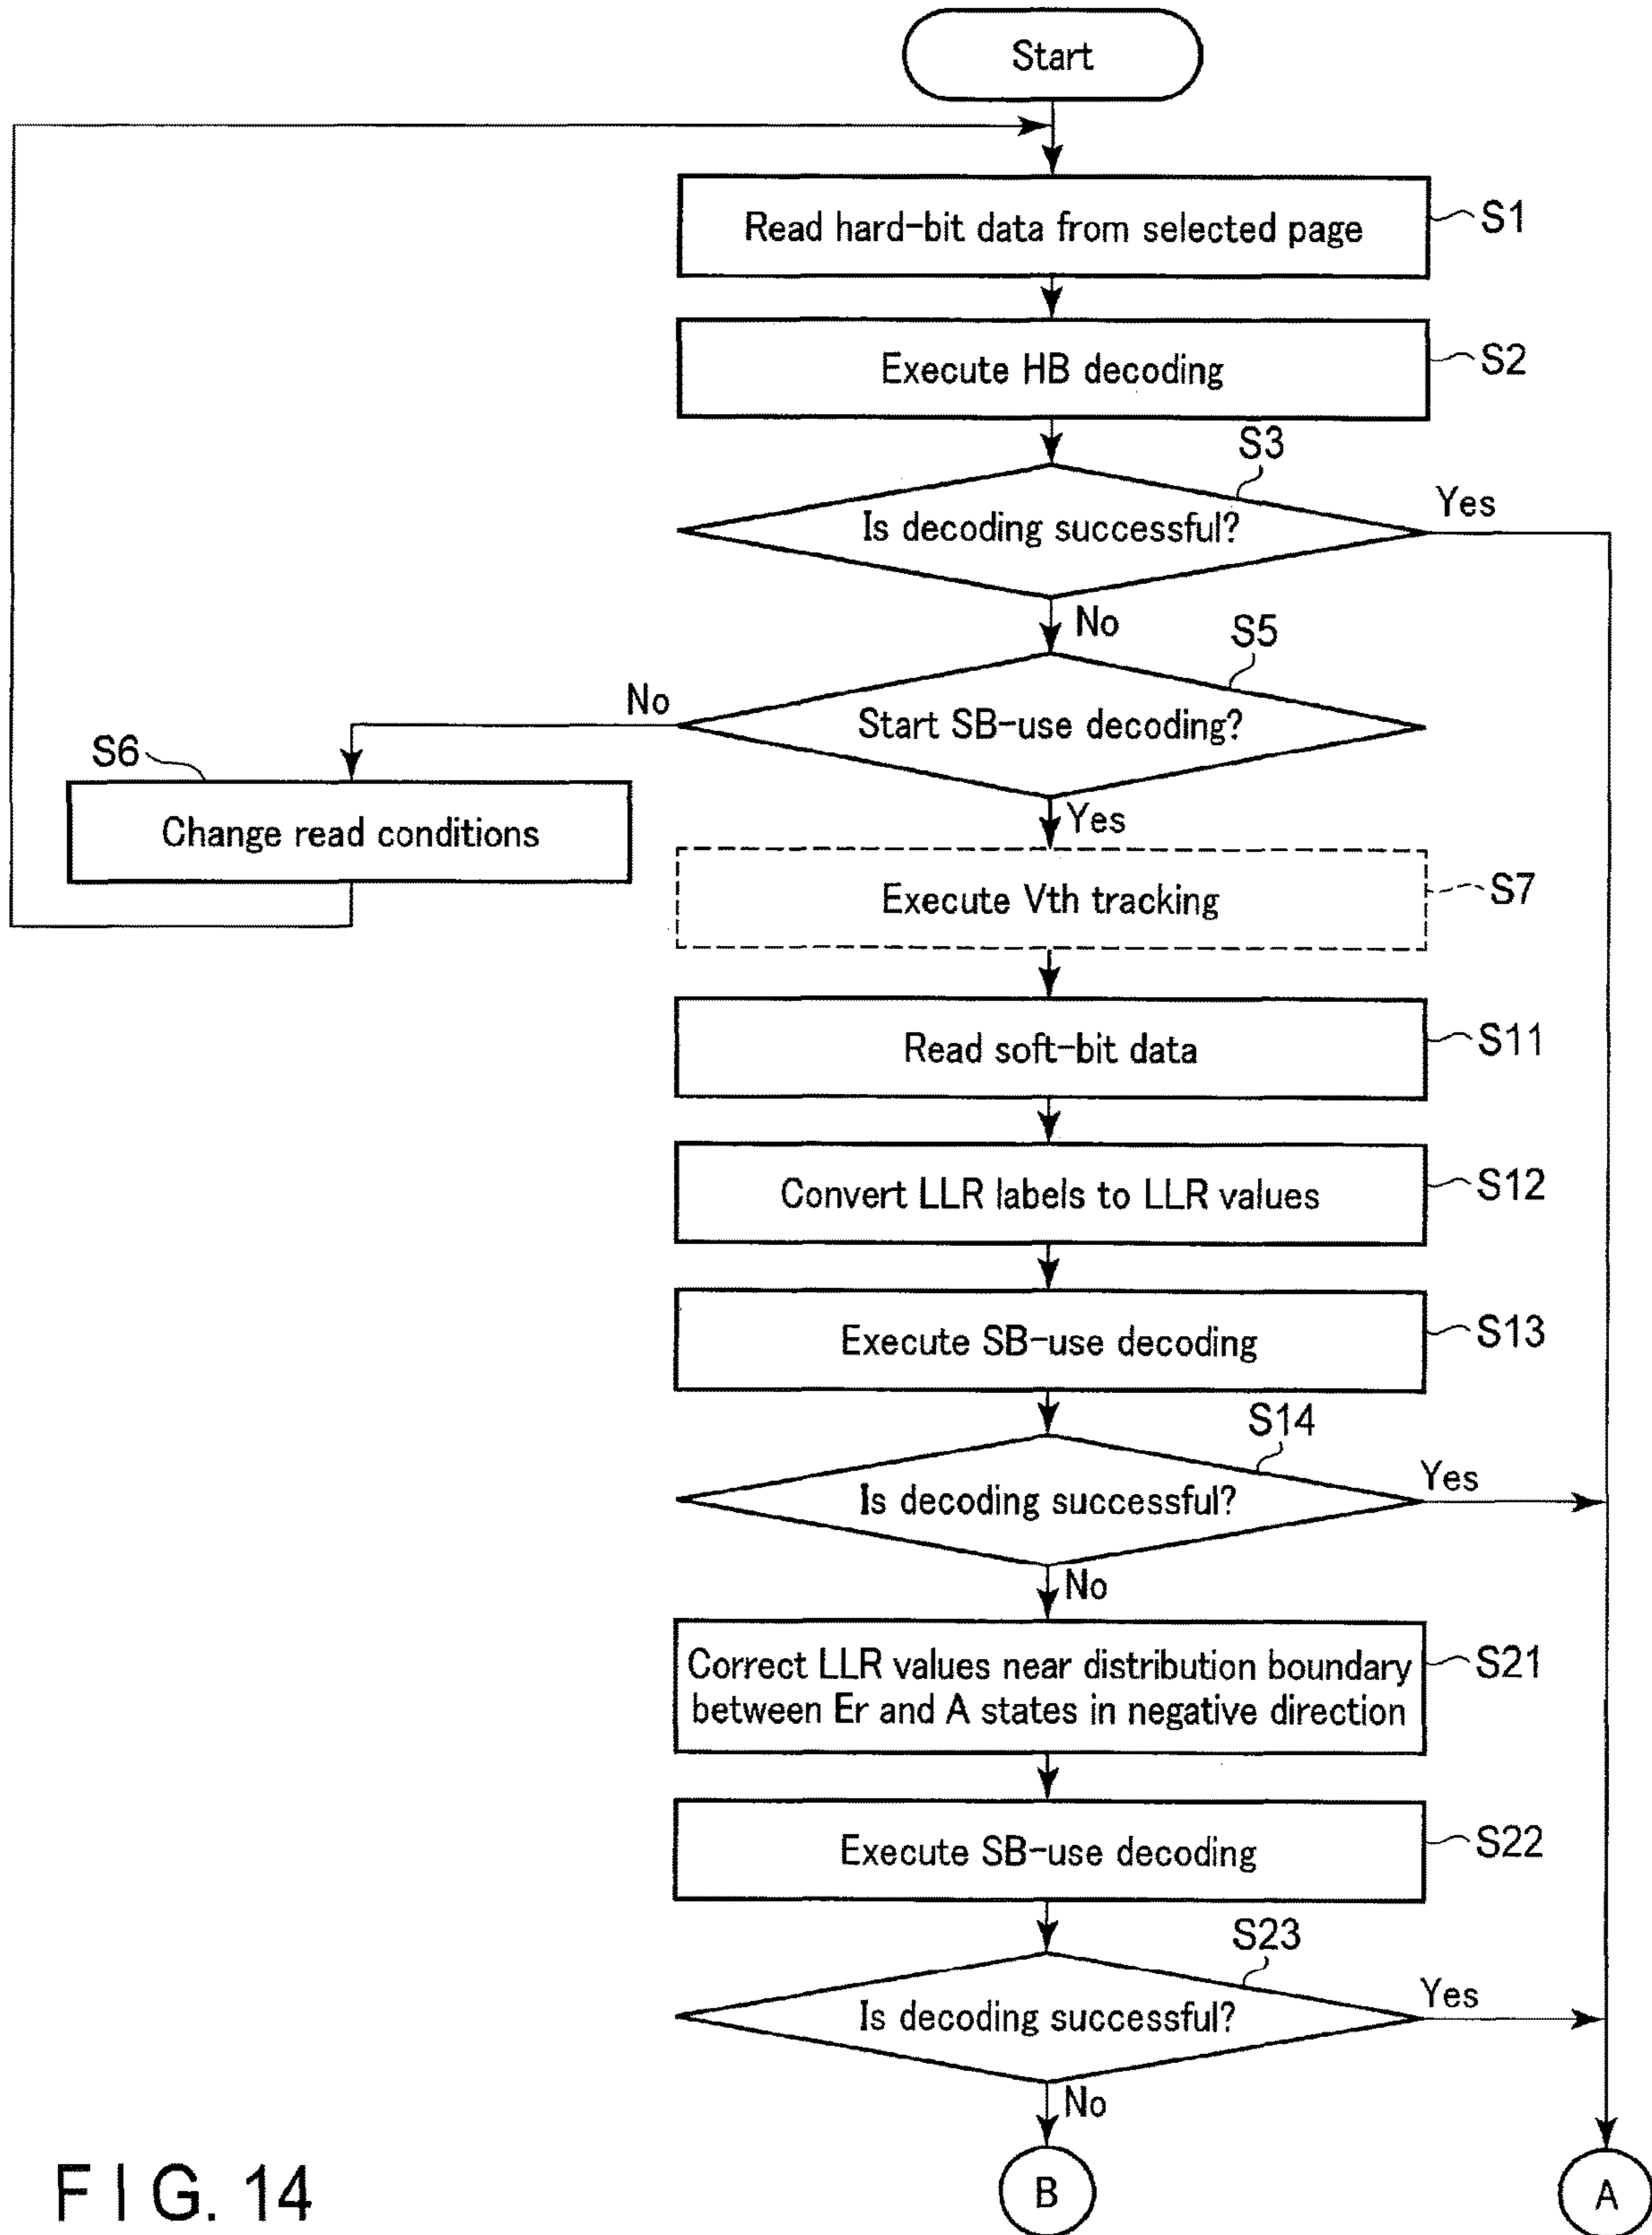 Start
Read hard-bit data from selected page
S1
Execute HB decoding
S2
S3
Is decoding successful?
Yes
No
S5
Start SB-use decoding?
No
S6
Change read conditions
Yes
Execute Vth tracking
S7
Read soft-bit data
S11
Convert LLR labels to LLR values
S12
Execute SB-use decoding
S13
S14
Is decoding successful?
Yes
No
Correct LLR values near distribution boundary
between Er and A states in negative direction
S21
Execute SB-use decoding
S22
S23
Is decoding successful?
Yes
No
B
A
FIG. 14